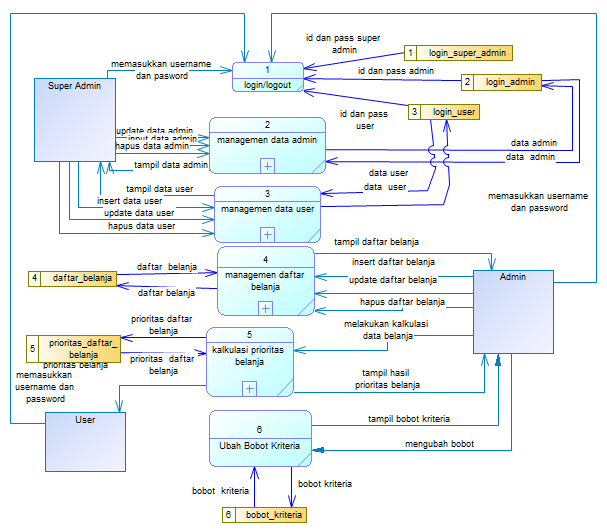 id dan pass super
admin
1 login_super_admin
memasukkan username
dan pasword
1
login/logout
id dan pass admin
2 login_admin
Super Admin
3 login_user
id dan pass
user
2
managemen data admin
update data admin
input data admin
hapus data admin
tampil data admin
data admin
data admin
data user
data user
3
managemen data user
tampil data user
insert data user
update data user
hapus data user
memasukkan username
dan password
4
managemen daftar
belanja
tampil daftar belanja
insert daftar belanja
update daftar belanja
hapus daftar belanja
Admin
4 daftar_belanja
daftar belanja
daftar belanja
prioritas daftar
belanja
5
kalkulasi prioritas
belanja
melakukan kalkulasi
data belanja
5 prioritas_daftar_
belanja
prioritas daftar
belanja
prioritas belanja
memasukkan
username dan
password
tampil hasil
prioritas belanja
User
6
Ubah Bobot Kriteria
tampil bobot kriteria
mengubah bobot
bobot kriteria
bobot kriteria
6 bobot_kriteria